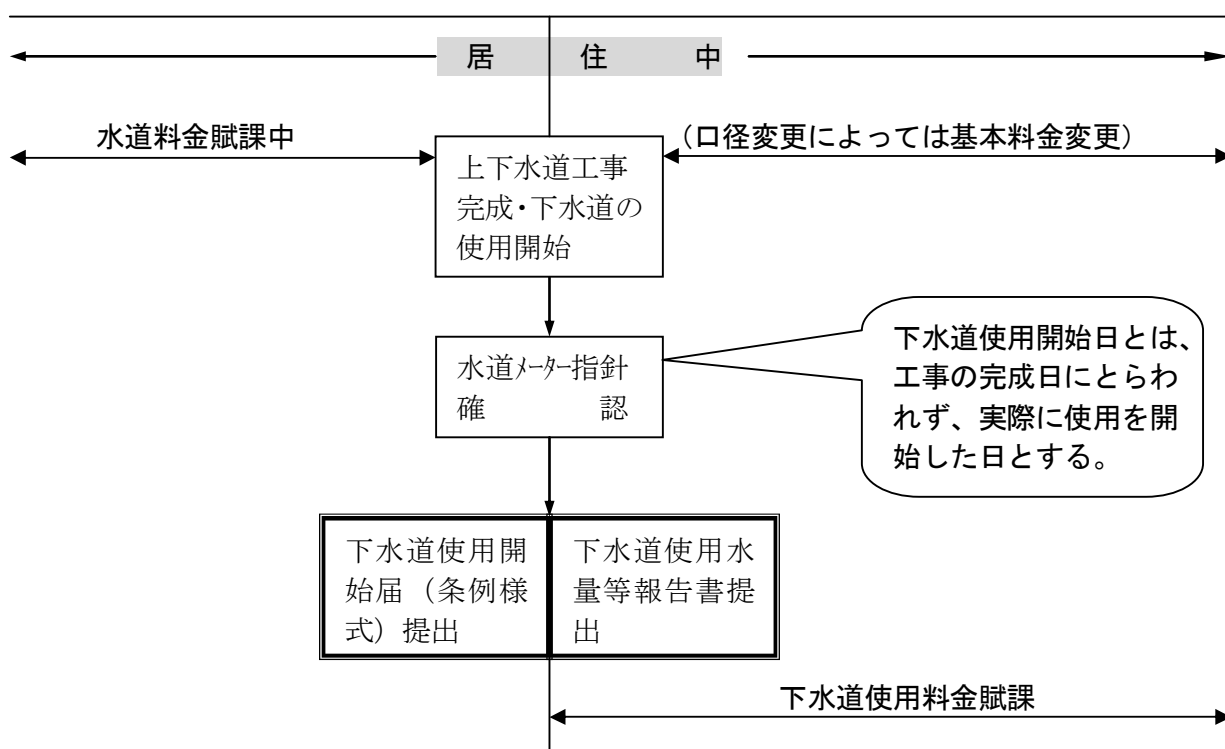 居住中
水道料金賦課中
(口径変更によっては基本料金変更)
上下水道工事
完成・下水道の
使用開始
水道ﾒｰﾀｰ指針
確認
下水道使用開始日とは、
工事の完成日にとらわ
れず、実際に使用を開
始した日とする。
下水道使用開
始届（条例様
式）提出
下水道使用水
量等報告書提
出
下水道使用料金賦課